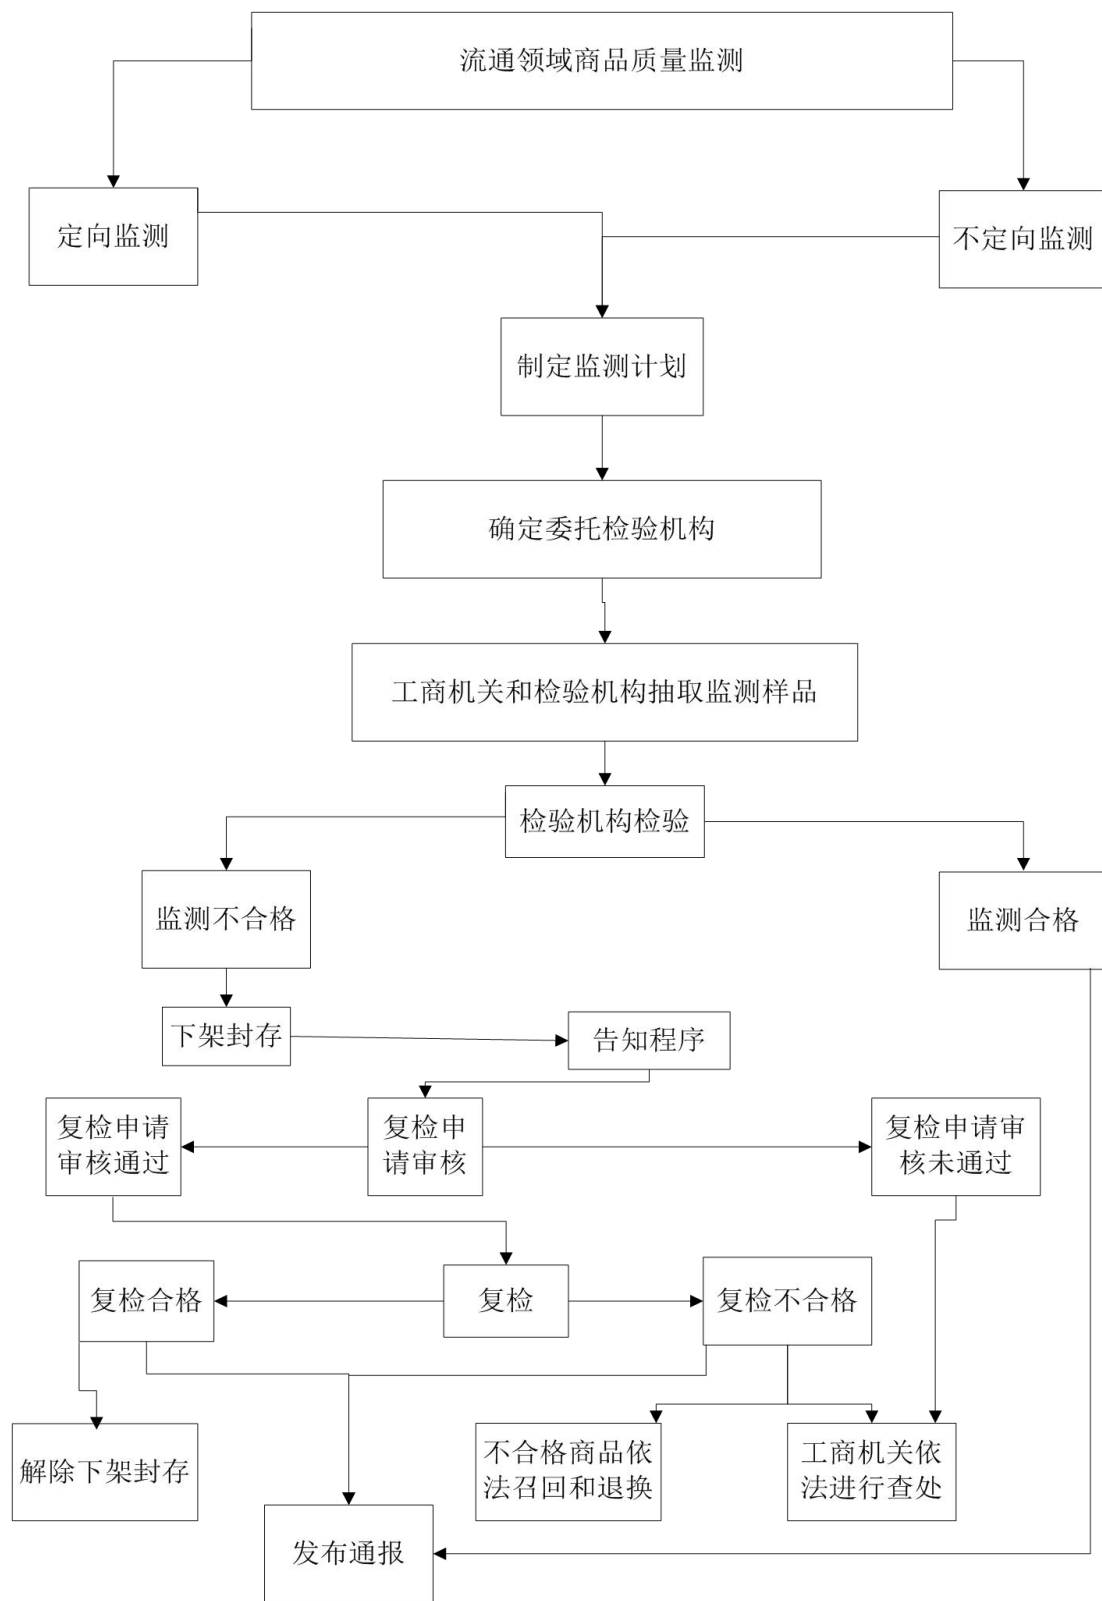 流通领域商品质量监测
定向监测
不定向监测
制定监测计划
确定委托检验机构
工商机关和检验机构抽取监测样品
检验机构检验
监测不合格
监测合格
下架封存
告知程序
复检申请
审核通过
复检申
请审核
复检申请审
核未通过
复检合格
复检
复检不合格
解除下架封存
不合格商品依
法召回和退换
工商机关依
法进行查处
发布通报